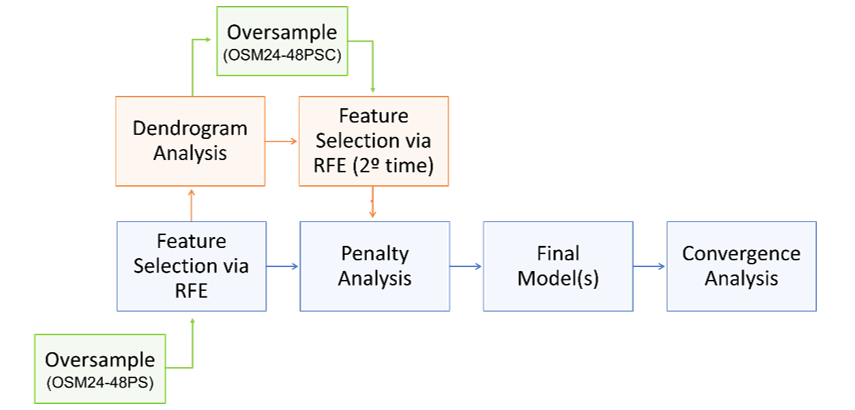 Oversample
(OSM24-48PSC)
Dendrogram
Analysis
Feature
Selection via
RFE (2º time)
Feature
Selection via
RFE
Penalty
Analysis
Final
Model(s)
Convergence
Analysis
Oversample
(OSM24-48PS)